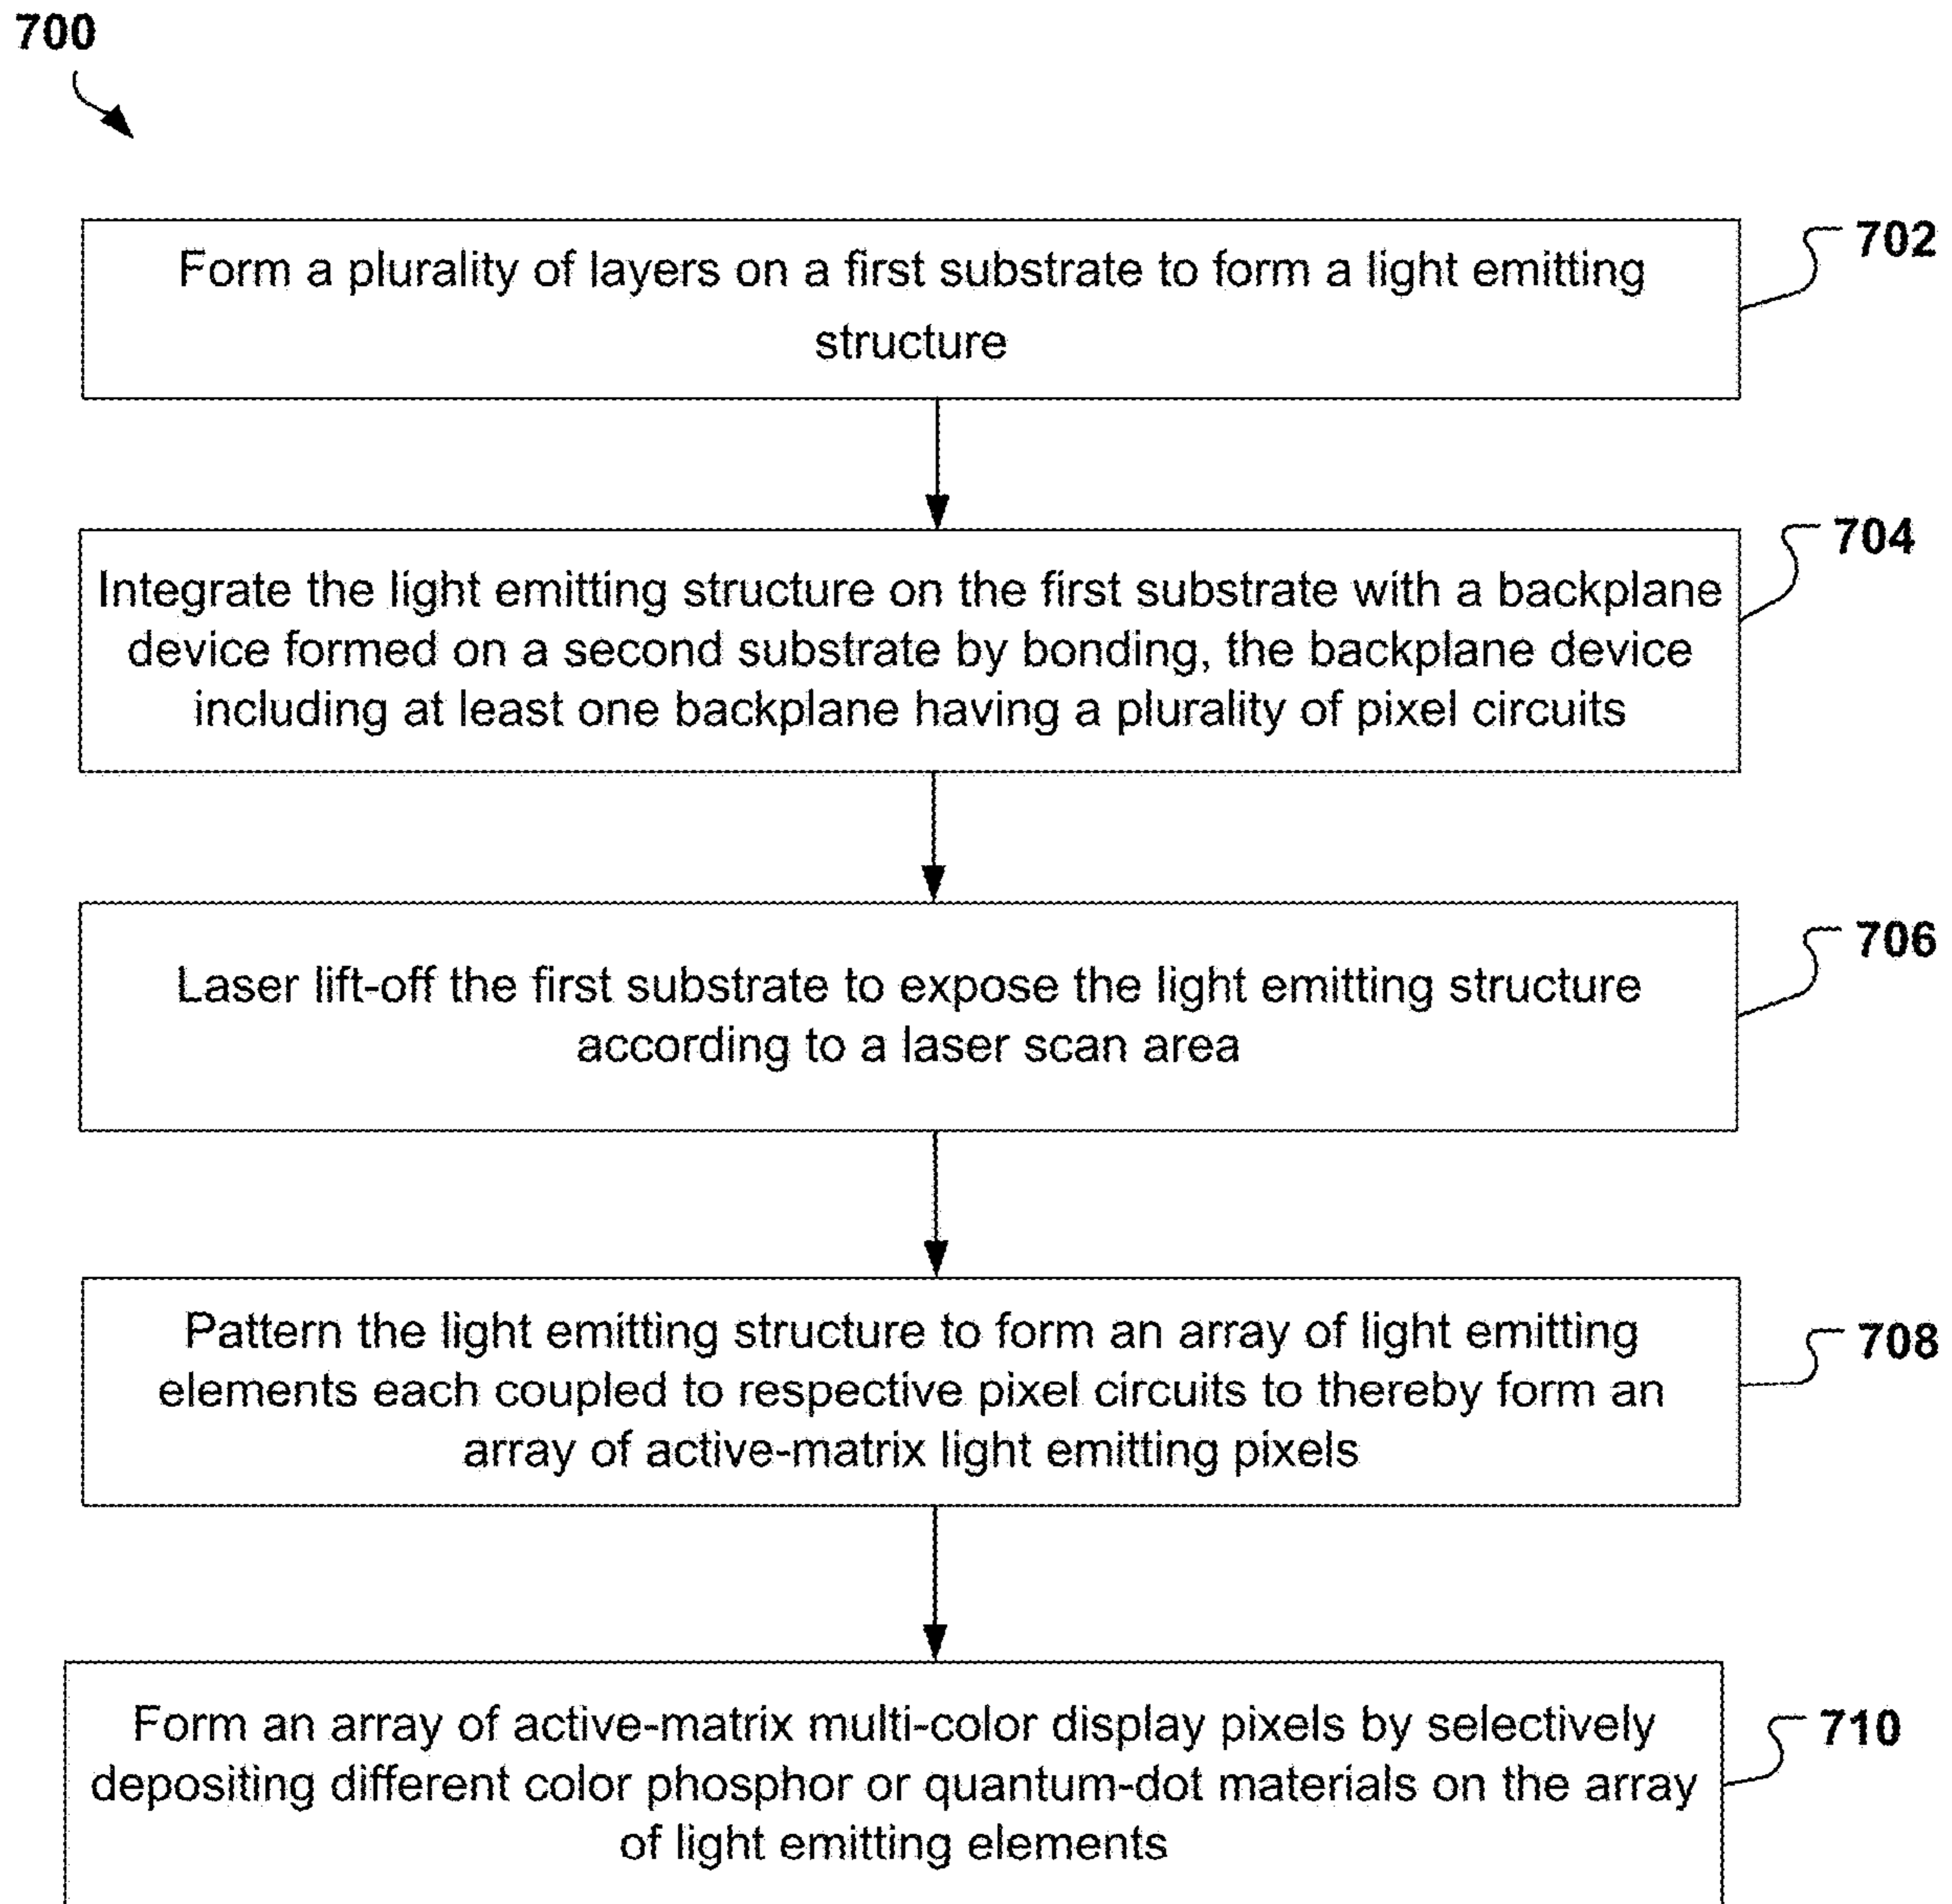 700
Form a plurality of layers on a first substrate to form a light emitting
structure
702
Integrate the light emitting structure on the first substrate with a backplane
device formed on a second substrate by bonding, the backplane device
including at least one backplane having a plurality of pixel circuits
704
Laser lift-off the first substrate to expose the light emitting structure
according to a laser scan area
706
Pattern the light emitting structure to form an array of light emitting
elements each coupled to respective pixel circuits to thereby form an
array of active-matrix light emitting pixels
708
Form an array of active-matrix multi-color display pixels by selectively
depositing different color phosphor or quantum-dot materials on the array
of light emitting elements
710